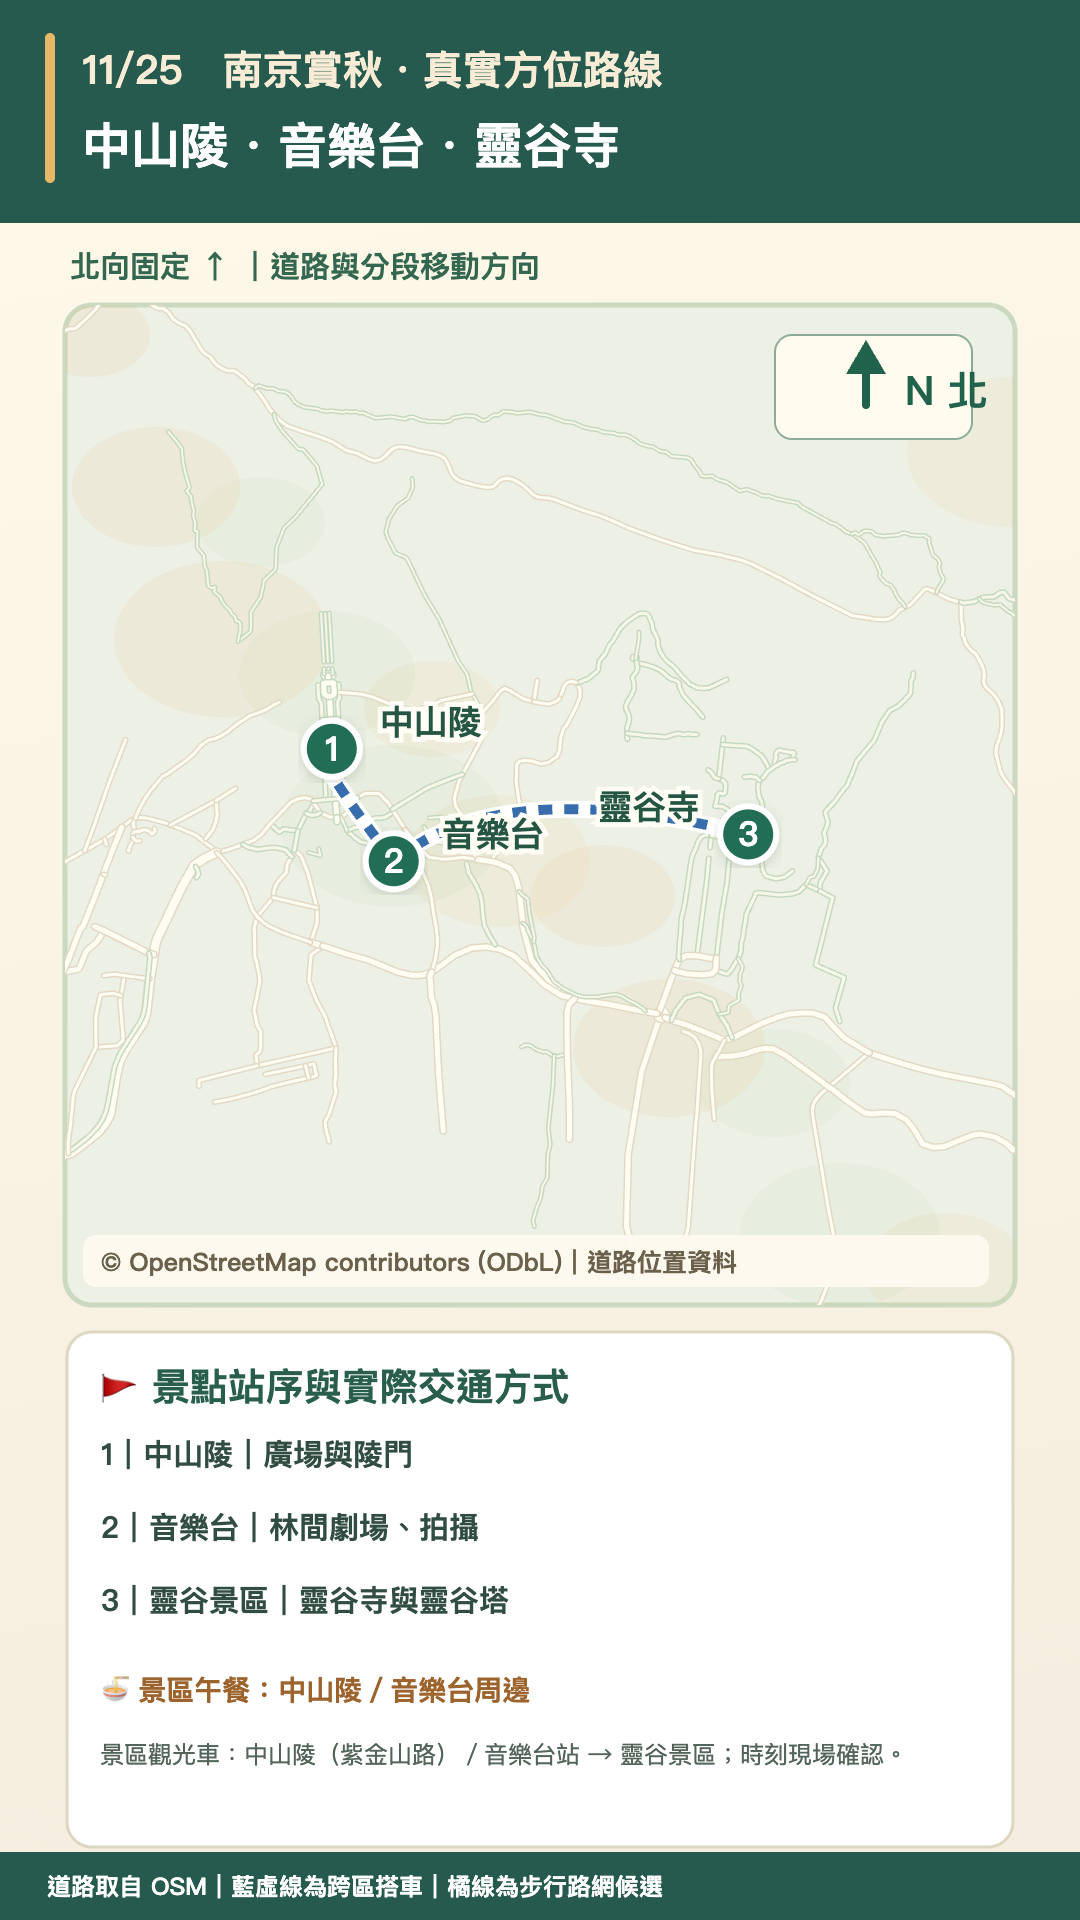 11/25 南京賞秋·真實方位路線
中山陵·音樂台·靈谷寺
北向固定 ↑ ｜道路與分段移動方向
N 北
中山陵
1
靈谷寺
音樂台
3
2
© OpenStreetMap contributors (ODbL)｜道路位置資料
🚩 景點站序與實際交通方式
1｜中山陵｜廣場與陵門
2｜音樂台｜林間劇場、拍攝
3｜靈谷景區｜靈谷寺與靈谷塔
🍜 景區午餐：中山陵 / 音樂台周邊
景區觀光車：中山陵（紫金山路） / 音樂台站 → 靈谷景區；時刻現場確認。
道路取自 OSM｜藍虛線為跨區搭車｜橘線為步行路網候選